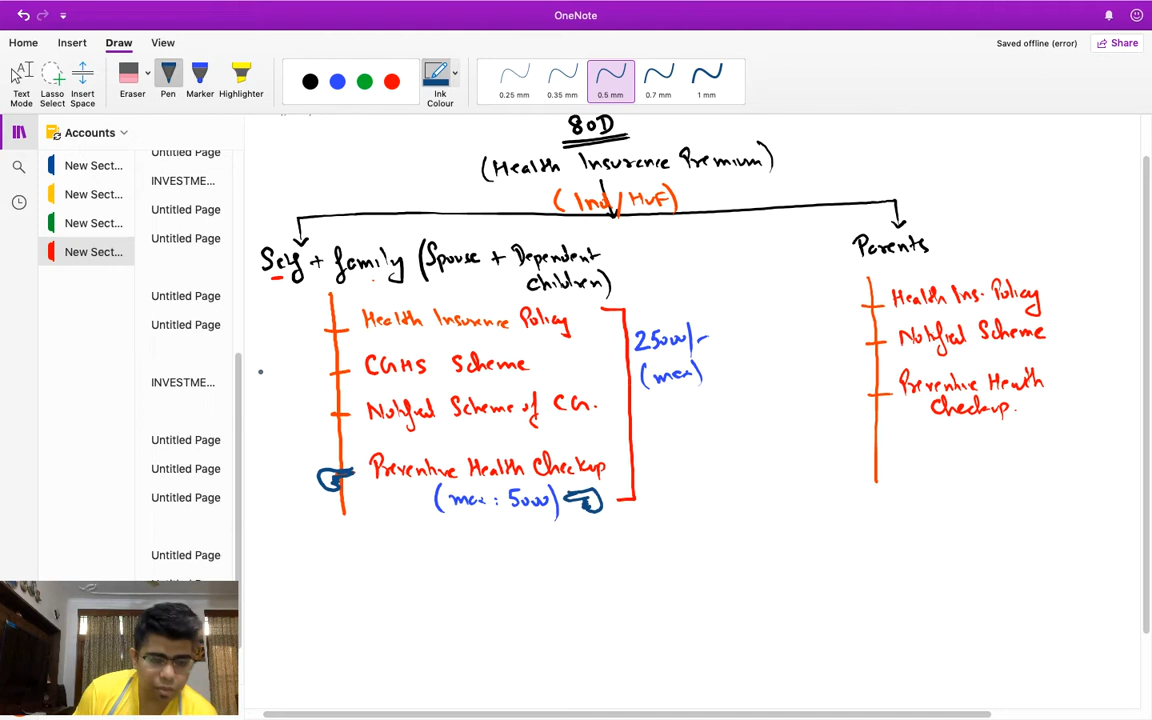 OneNote
Home Insert Draw View
Saved offline (error) Share
Text Mode
Lasso Select
Insert Space
Eraser
Pen
Marker
Highlighter
Ink Colour
0.25 mm
0.35 mm
0.5 mm
0.7 mm
1 mm
Accounts
New Sect...
New Sect...
New Sect...
New Sect...
Untitled Page
INVESTME...
Untitled Page
Untitled Page
Untitled Page
Untitled Page
INVESTME...
Untitled Page
Untitled Page
Untitled Page
Untitled Page
80D
(Health Insurance Premium)
(Ind/HUF)
Self + family (Spouse + Dependent
children)
Health Insurance Policy
CGHS Scheme
Notified Scheme of CG.
Preventive Health Checkup
(max: 5000)
25000/-
(max)
Parents
Health Ins. Policy
Notified Scheme
Preventive Health
Checkup.